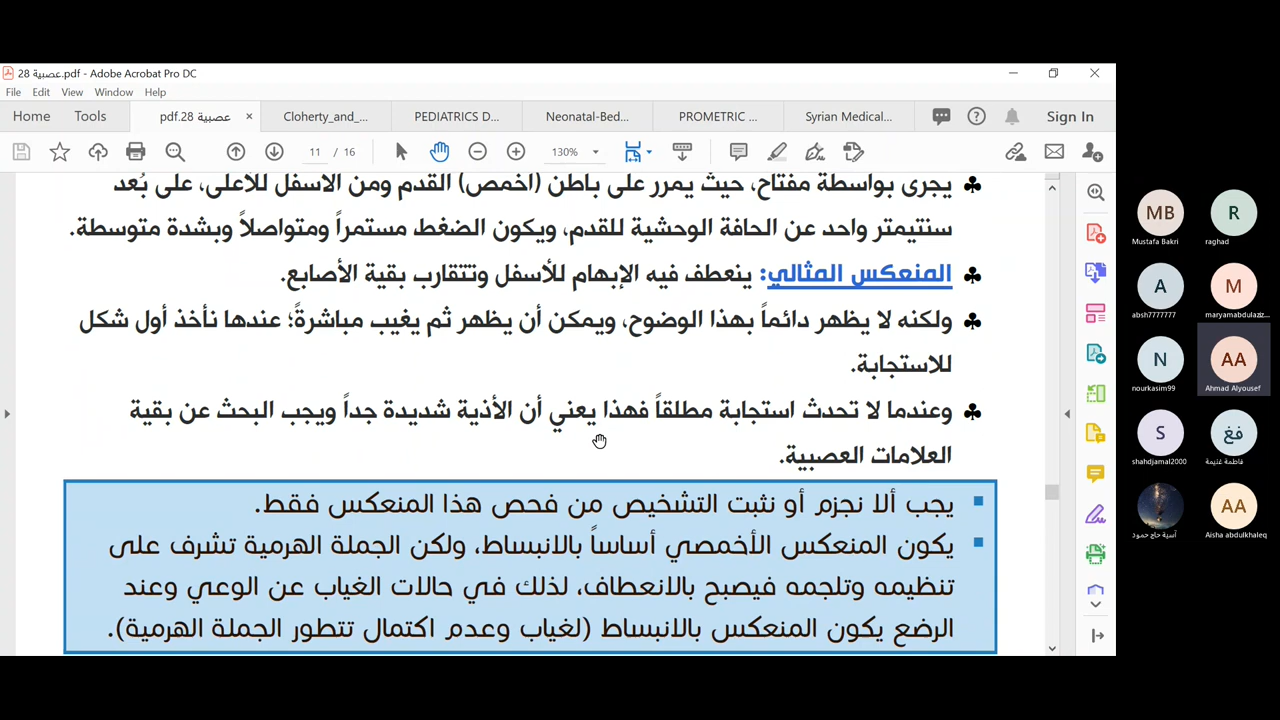 عصبية 28.pdf - Adobe Acrobat Pro DC
File Edit View Window Help
Home Tools عصبية 28.pdf × Cloherty_and_... PEDIATRICS D... Neonatal-Bed... PROMETRIC ... Syrian Medical... Sign In
11 / 16 130%
يجرى بواسطة مفتاح، حيث يمرر على باطن (أخمص) القدم ومن الأسفل للأعلى، على بُعد
سنتيمتر واحد عن الحافة الوحشية للقدم، ويكون الضغط مستمراً ومتواصلاً وبشدة متوسطة.
المنعكس المثالي: ينعطف فيه الإبهام للأسفل وتتقارب بقية الأصابع.
ولكنه لا يظهر دائماً بهذا الوضوح، ويمكن أن يظهر ثم يغيب مباشرةً؛ عندها نأخذ أول شكل
للاستجابة.
وعندما لا تحدث استجابة مطلقاً فهذا يعني أن الأذية شديدة جداً ويجب البحث عن بقية
العلامات العصبية.
يجب ألا نجزم أو نثبت التشخيص من فحص هذا المنعكس فقط.
يكون المنعكس الأخمصي أساساً بالانبساط، ولكن الجملة الهرمية تشرف على
تنظيمه وتلجمه فيصبح بالانعطاف، لذلك في حالات الغياب عن الوعي وعند
الرضع يكون المنعكس بالانبساط (لغياب وعدم اكتمال تتطور الجملة الهرمية).
MB R
Mustafa Bakri raghad
A M
absh7777777 maryamabdulaziz...
N AA
nourkasim99 Ahmad Alyousef
S فغ
shahdjamal2000 فاطمة غنيمة
AA
آسية حاج حمود Aisha abdulkhaleq